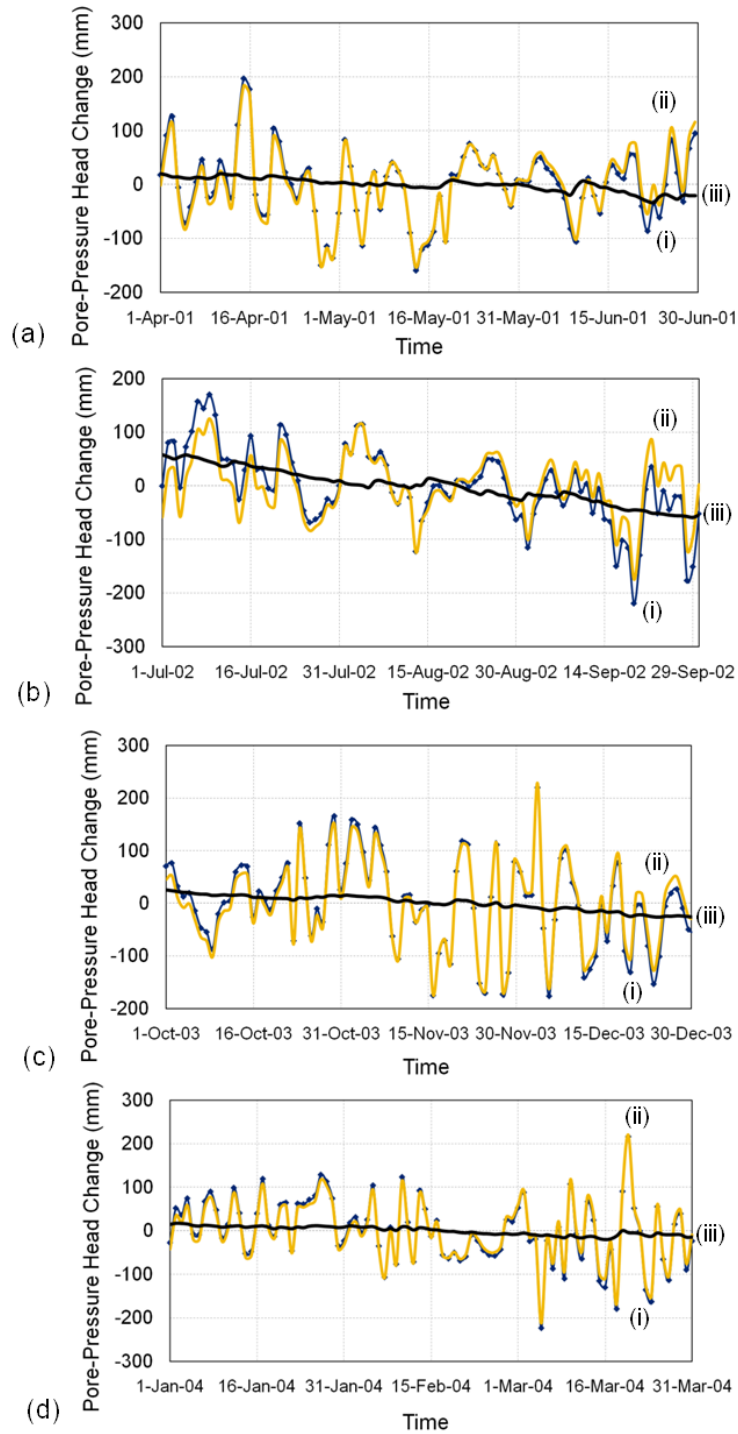 300
200
100
0
-100
-200
Pore-Pressure Head Change (mm)
(ii)
(iii)
(i)
1-Apr-01 16-Apr-01 1-May-01 16-May-01 31-May-01 15-Jun-01 30-Jun-01
Time
(a)
200
100
0
-100
-200
-300
Pore-Pressure Head Change (mm)
(ii)
(iii)
(i)
1-Jul-02 16-Jul-02 31-Jul-02 15-Aug-02 30-Aug-02 14-Sep-02 29-Sep-02
Time
(b)
300
200
100
0
-100
-200
Pore-Pressure Head Change (mm)
(ii)
(iii)
(i)
1-Oct-03 16-Oct-03 31-Oct-03 15-Nov-03 30-Nov-03 15-Dec-03 30-Dec-03
Time
(c)
300
200
100
0
-100
-200
-300
Pore-Pressure Head Change (mm)
(ii)
(iii)
(i)
1-Jan-04 16-Jan-04 31-Jan-04 15-Feb-04 1-Mar-04 16-Mar-04 31-Mar-04
Time
(d)